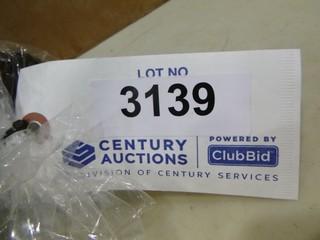 LOT NO
3139
CENTURY
AUCTIONS
POWERED BY
ClubBid
DIVISION OF CENTURY SERVICES